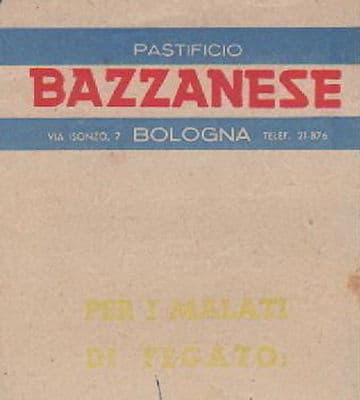 PASTIFICIO
BAZZANESE
VIA ISONZO, 7 BOLOGNA TELEF. 21-876
PER I MALATI
DI FEGATO: